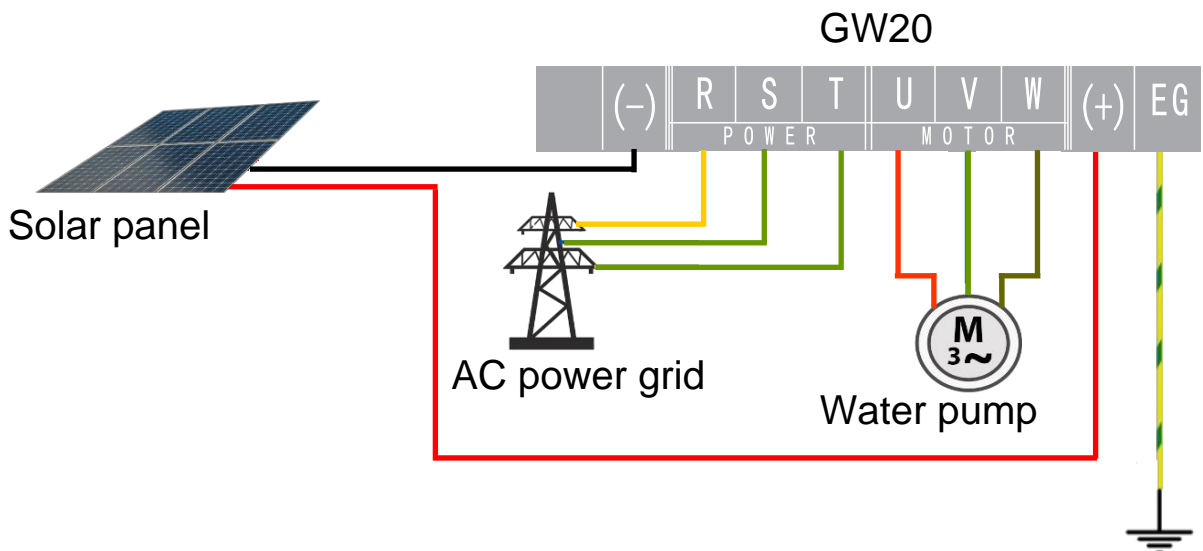 GW20
(-) R S T U V W (+) EG
POWER MOTOR
Solar panel
AC power grid
M
3~
Water pump